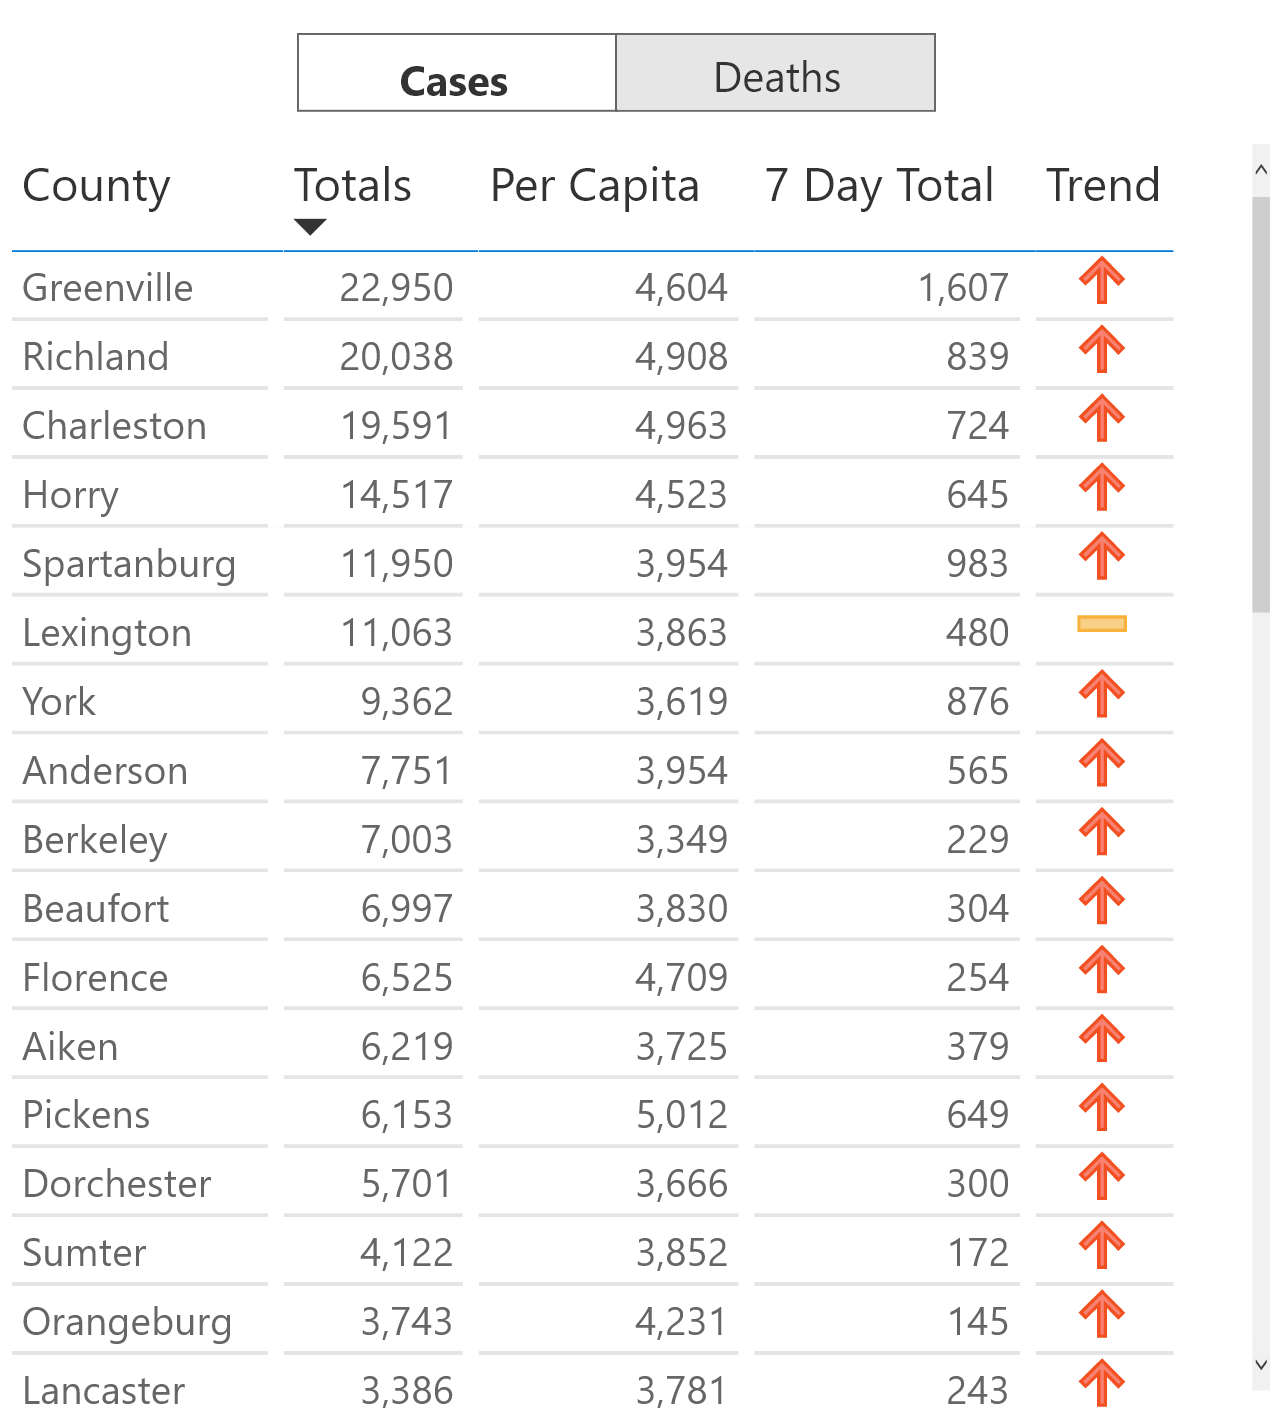 Cases Deaths
County Totals Per Capita 7 Day Total Trend
Greenville 22,950 4,604 1,607
Richland 20,038 4,908 839
Charleston 19,591 4,963 724
Horry 14,517 4,523 645
Spartanburg 11,950 3,954 983
Lexington 11,063 3,863 480
York 9,362 3,619 876
Anderson 7,751 3,954 565
Berkeley 7,003 3,349 229
Beaufort 6,997 3,830 304
Florence 6,525 4,709 254
Aiken 6,219 3,725 379
Pickens 6,153 5,012 649
Dorchester 5,701 3,666 300
Sumter 4,122 3,852 172
Orangeburg 3,743 4,231 145
Lancaster 3,386 3,781 243